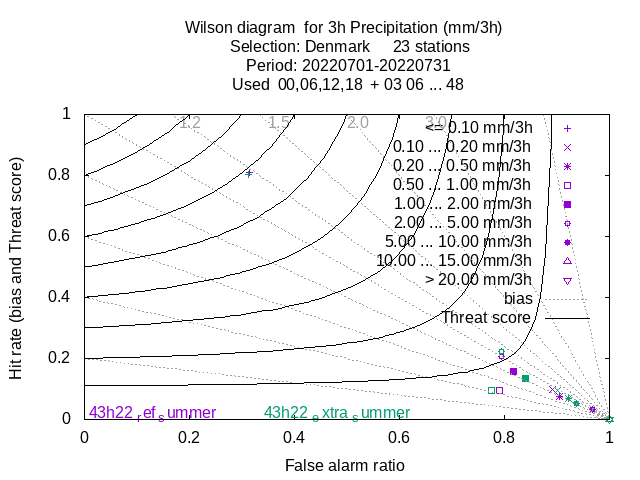 Wilson diagram  for 3h Precipitation (mm/3h)
Selection: Denmark     23 stations
Period: 20220701-20220731
Used  00,06,12,18  + 03 06 ... 48
Hit rate (bias and Threat score)
1 1.2 1.5 2.0 3.0
<= 0.10 mm/3h
0.10 ... 0.20 mm/3h
0.8 0.20 ... 0.50 mm/3h
0.50 ... 1.00 mm/3h
1.00 ... 2.00 mm/3h
0.6 2.00 ... 5.00 mm/3h
5.00 ... 10.00 mm/3h
10.00 ... 15.00 mm/3h
> 20.00 mm/3h
0.4 bias
Threat score
0.2
0 43h22_ref_summer 43h22_extra_summer
0 0.2 0.4 0.6 0.8 1
False alarm ratio